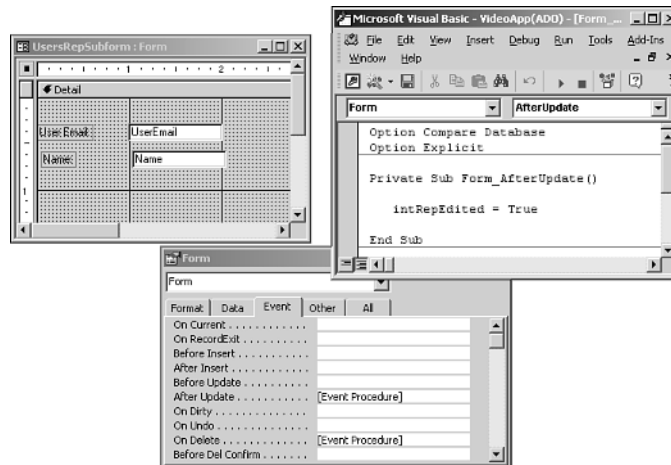 UsersRepSubform : Form
1 2
Detail
User Email: UserEmail
Name: Name
1
Microsoft Visual Basic - VideoApp(ADO) - [Form_
File Edit View Insert Debug Run Tools Add-Ins
Window Help
Form AfterUpdate
Option Compare Database
Option Explicit
Private Sub Form_AfterUpdate()
intRepEdited = True
End Sub
Form
Form
Format Data Event Other All
On Current . . . . . . . . . . . .
On RecordExit . . . . . . . . . .
Before Insert . . . . . . . . . . .
After Insert . . . . . . . . . . . .
Before Update . . . . . . . . . .
After Update . . . . . . . . . . . [Event Procedure]
On Dirty . . . . . . . . . . . . . .
On Undo . . . . . . . . . . . . . .
On Delete . . . . . . . . . . . . . [Event Procedure]
Before Del Confirm . . . . . . .